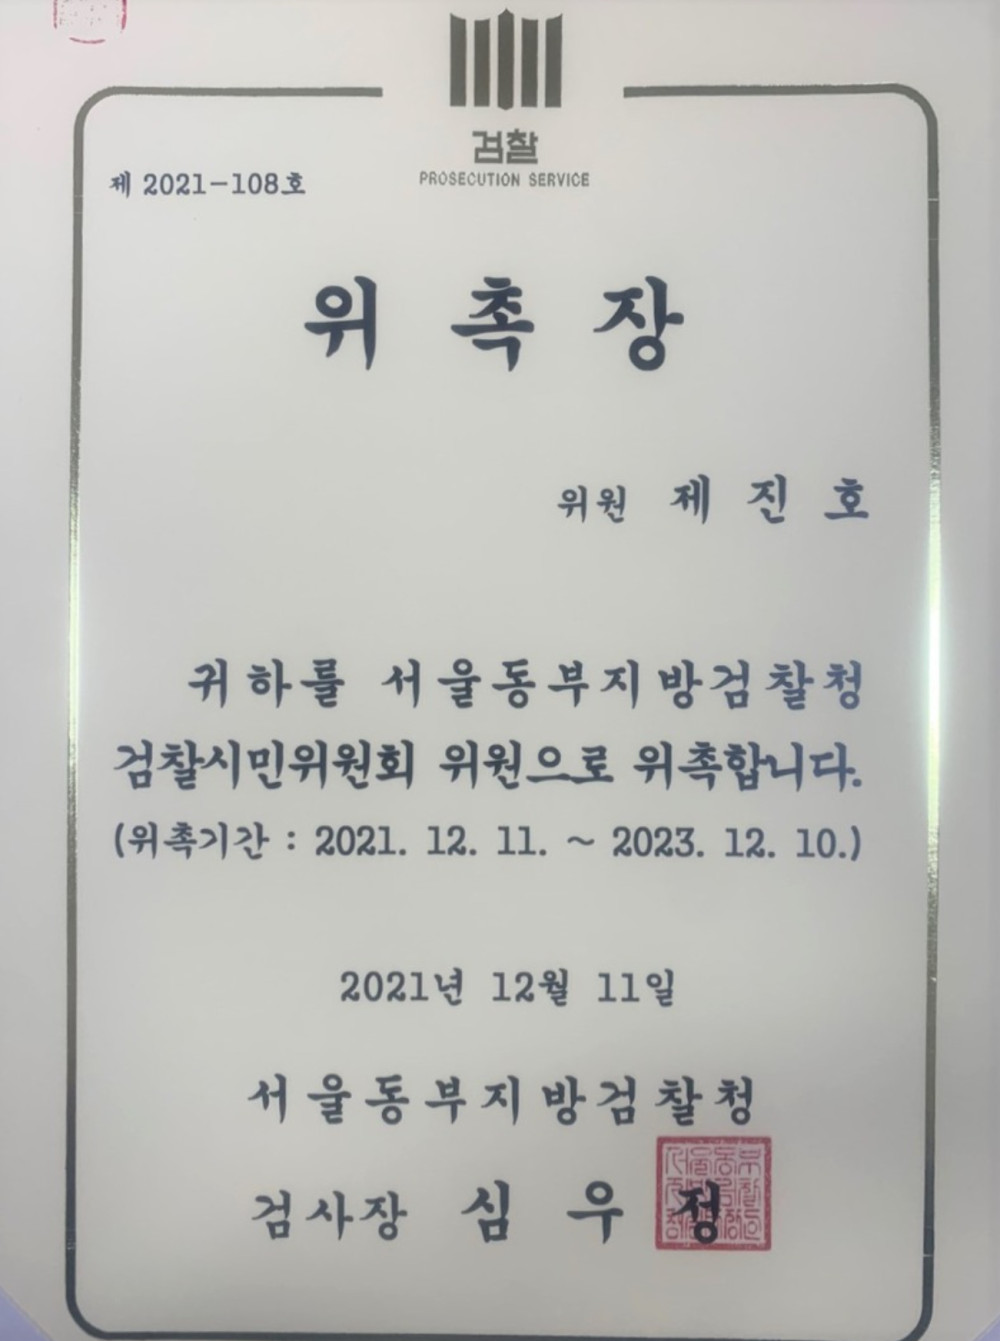 검찰
PROSECUTION SERVICE
제 2021-108호
위 촉 장
위원 제 진 호
귀하를 서울동부지방검찰청
검찰시민위원회 위원으로 위촉합니다.
(위촉기간 : 2021. 12. 11. ~ 2023. 12. 10.)
2021년 12월 11일
서울동부지방검찰청
검사장 심 우 정